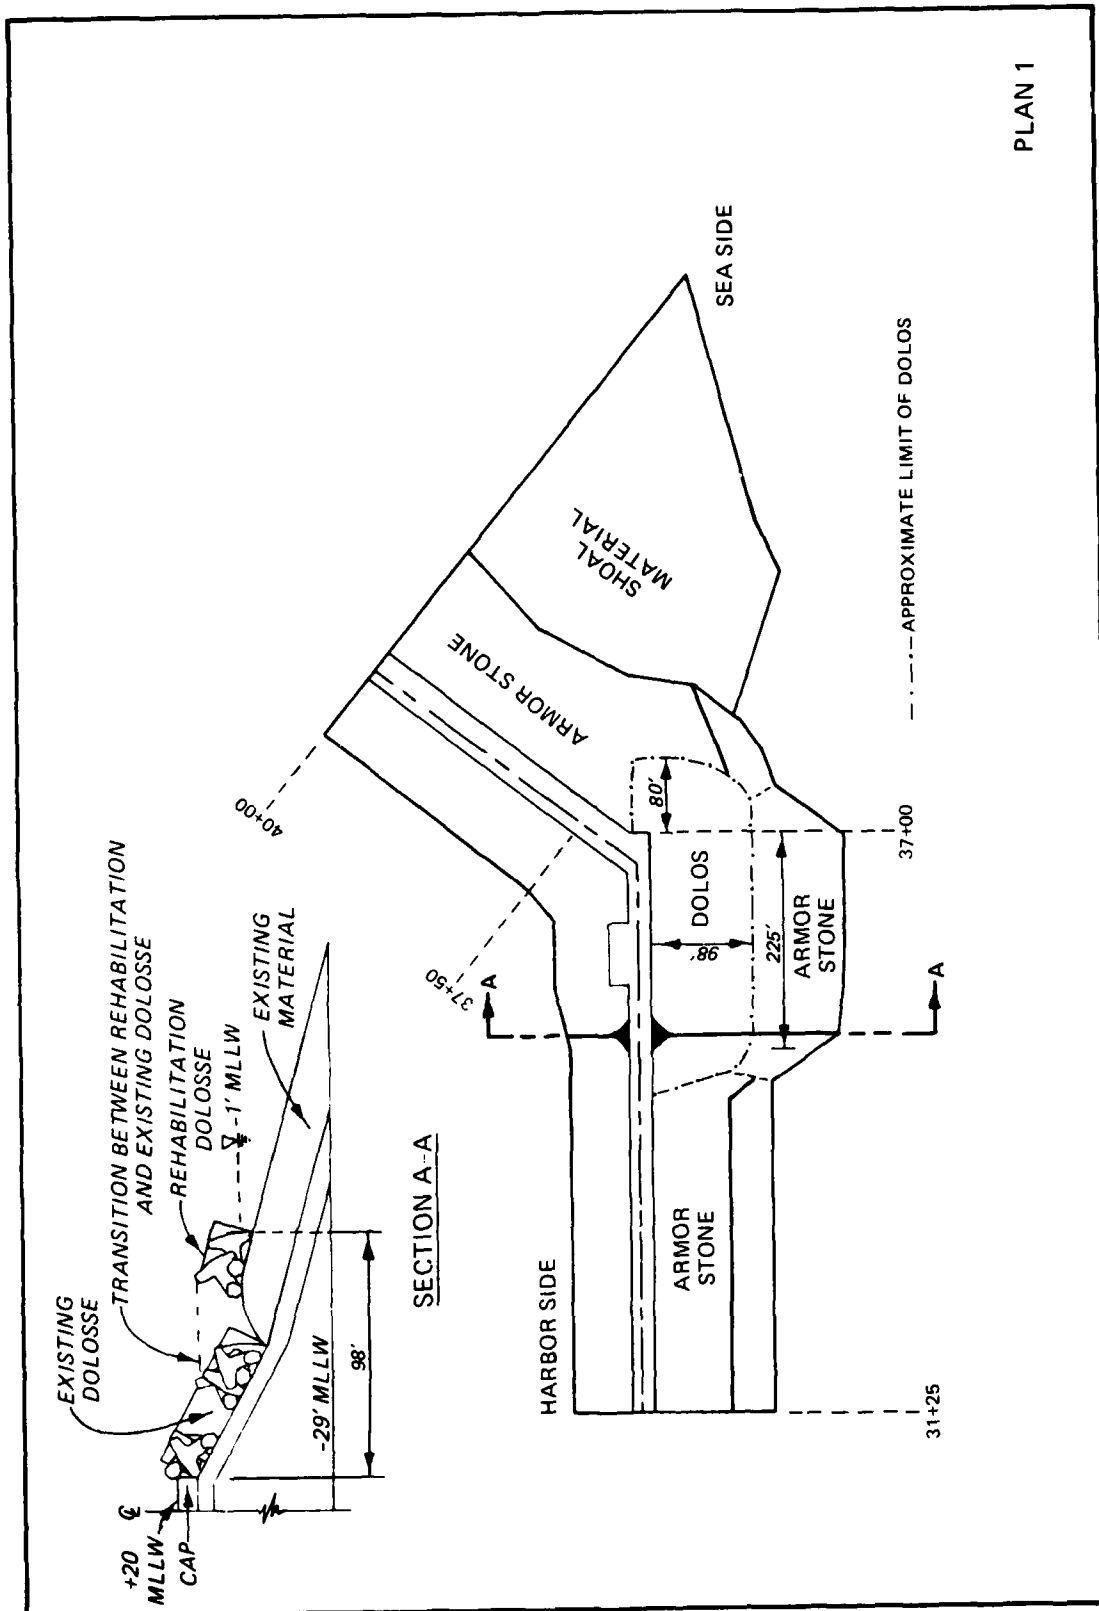 EXISTING
DOLOSSE
TRANSITION BETWEEN REHABILITATION
AND EXISTING DOLOSSE
REHABILITATION
DOLOSSE
-1' MLLW
EXISTING
MATERIAL
+20
MLLW
CAP
℄
-29' MLLW
98'
SECTION A-A
40+00
37+50
A
HARBOR SIDE
ARMOR STONE
SHOAL
MATERIAL
SEA SIDE
80'
DOLOS
98'
225'
ARMOR
STONE
ARMOR
STONE
A
31+25
37+00
APPROXIMATE LIMIT OF DOLOS
PLAN 1